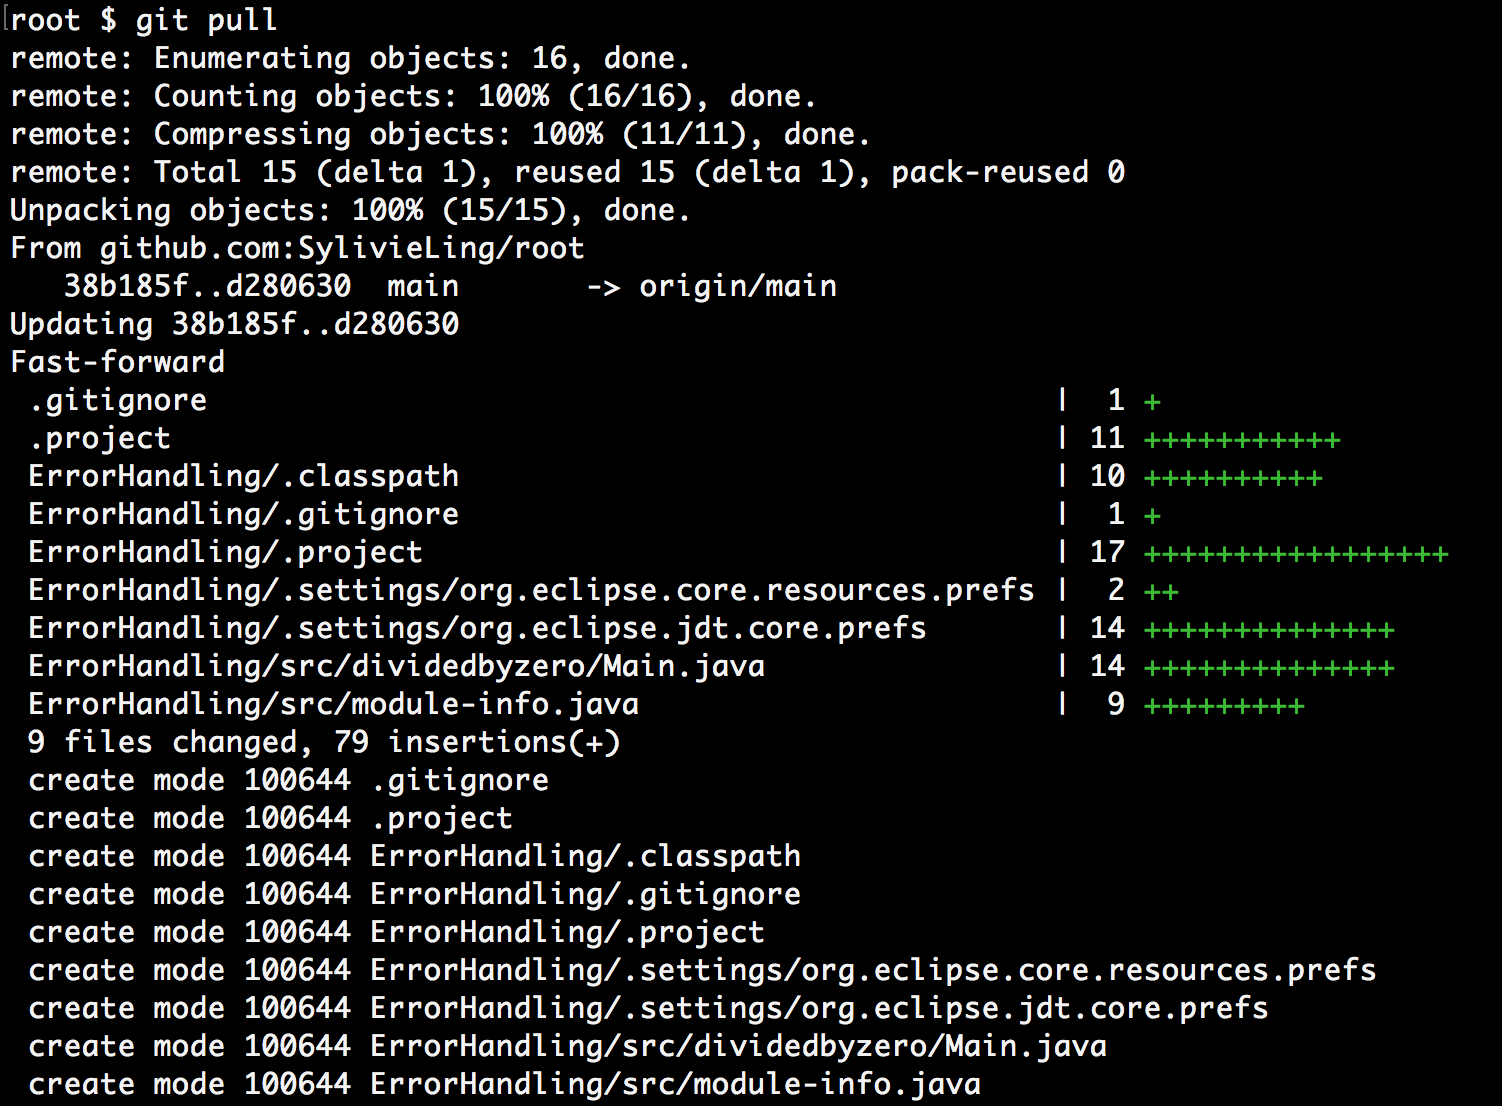 root $ git pull
remote: Enumerating objects: 16, done.
remote: Counting objects: 100% (16/16), done.
remote: Compressing objects: 100% (11/11), done.
remote: Total 15 (delta 1), reused 15 (delta 1), pack-reused 0
Unpacking objects: 100% (15/15), done.
From github.com:SylivieLing/root
   38b185f..d280630  main       -> origin/main
Updating 38b185f..d280630
Fast-forward
 .gitignore                                               |  1 +
 .project                                                 | 11 +++++++++++
 ErrorHandling/.classpath                                 | 10 ++++++++++
 ErrorHandling/.gitignore                                 |  1 +
 ErrorHandling/.project                                   | 17 +++++++++++++++++
 ErrorHandling/.settings/org.eclipse.core.resources.prefs |  2 ++
 ErrorHandling/.settings/org.eclipse.jdt.core.prefs       | 14 ++++++++++++++
 ErrorHandling/src/dividedbyzero/Main.java                | 14 ++++++++++++++
 ErrorHandling/src/module-info.java                       |  9 +++++++++
 9 files changed, 79 insertions(+)
 create mode 100644 .gitignore
 create mode 100644 .project
 create mode 100644 ErrorHandling/.classpath
 create mode 100644 ErrorHandling/.gitignore
 create mode 100644 ErrorHandling/.project
 create mode 100644 ErrorHandling/.settings/org.eclipse.core.resources.prefs
 create mode 100644 ErrorHandling/.settings/org.eclipse.jdt.core.prefs
 create mode 100644 ErrorHandling/src/dividedbyzero/Main.java
 create mode 100644 ErrorHandling/src/module-info.java